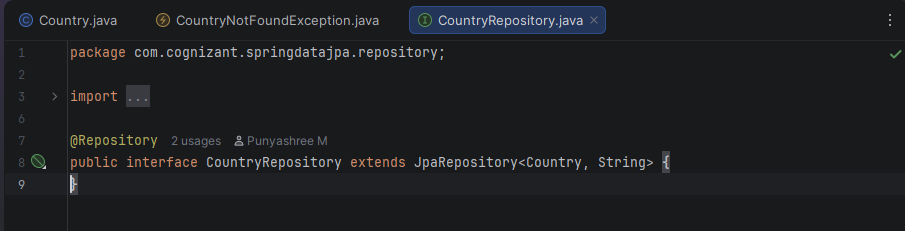 Country.java CountryNotFoundException.java CountryRepository.java
1 package com.cognizant.springdatajpa.repository;
2
3 import ...
6
7 @Repository 2 usages Punyashree M
8 public interface CountryRepository extends JpaRepository<Country, String> {
9 }